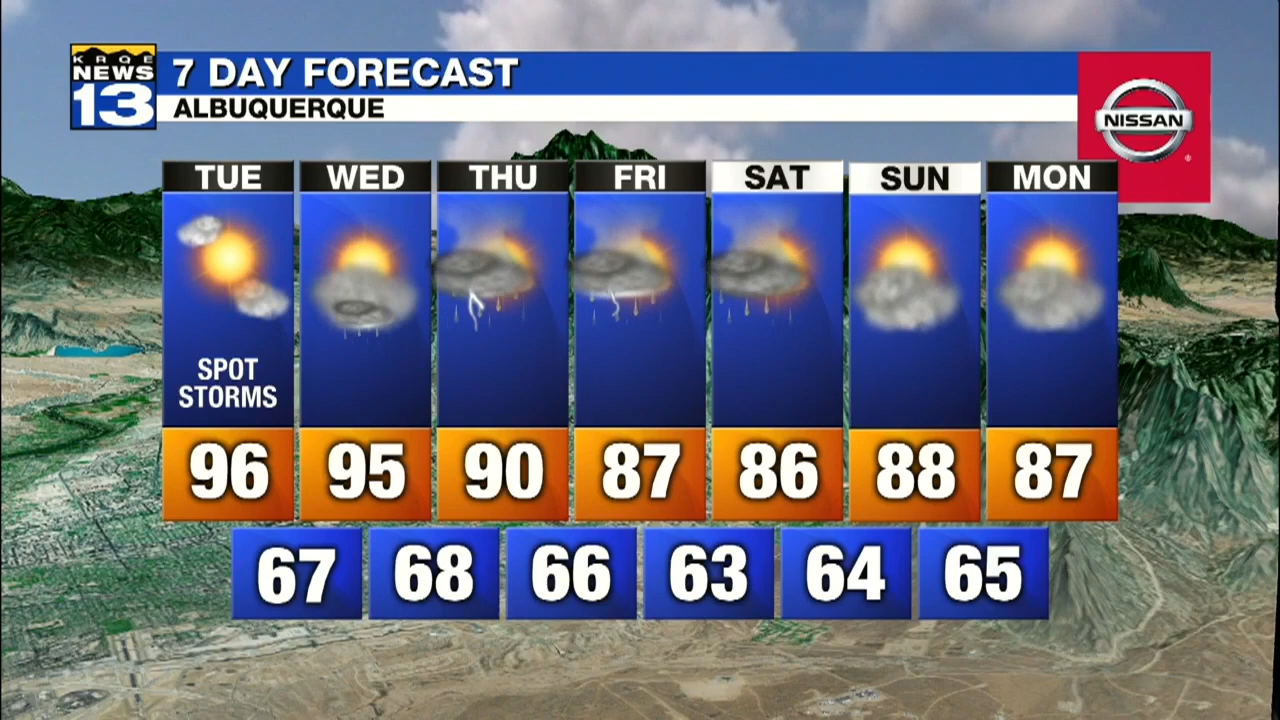 KRQE
NEWS
13
7 DAY FORECAST
ALBUQUERQUE
NISSAN
TUE WED THU FRI SAT SUN MON
SPOT
STORMS
96 95 90 87 86 88 87
67 68 66 63 64 65